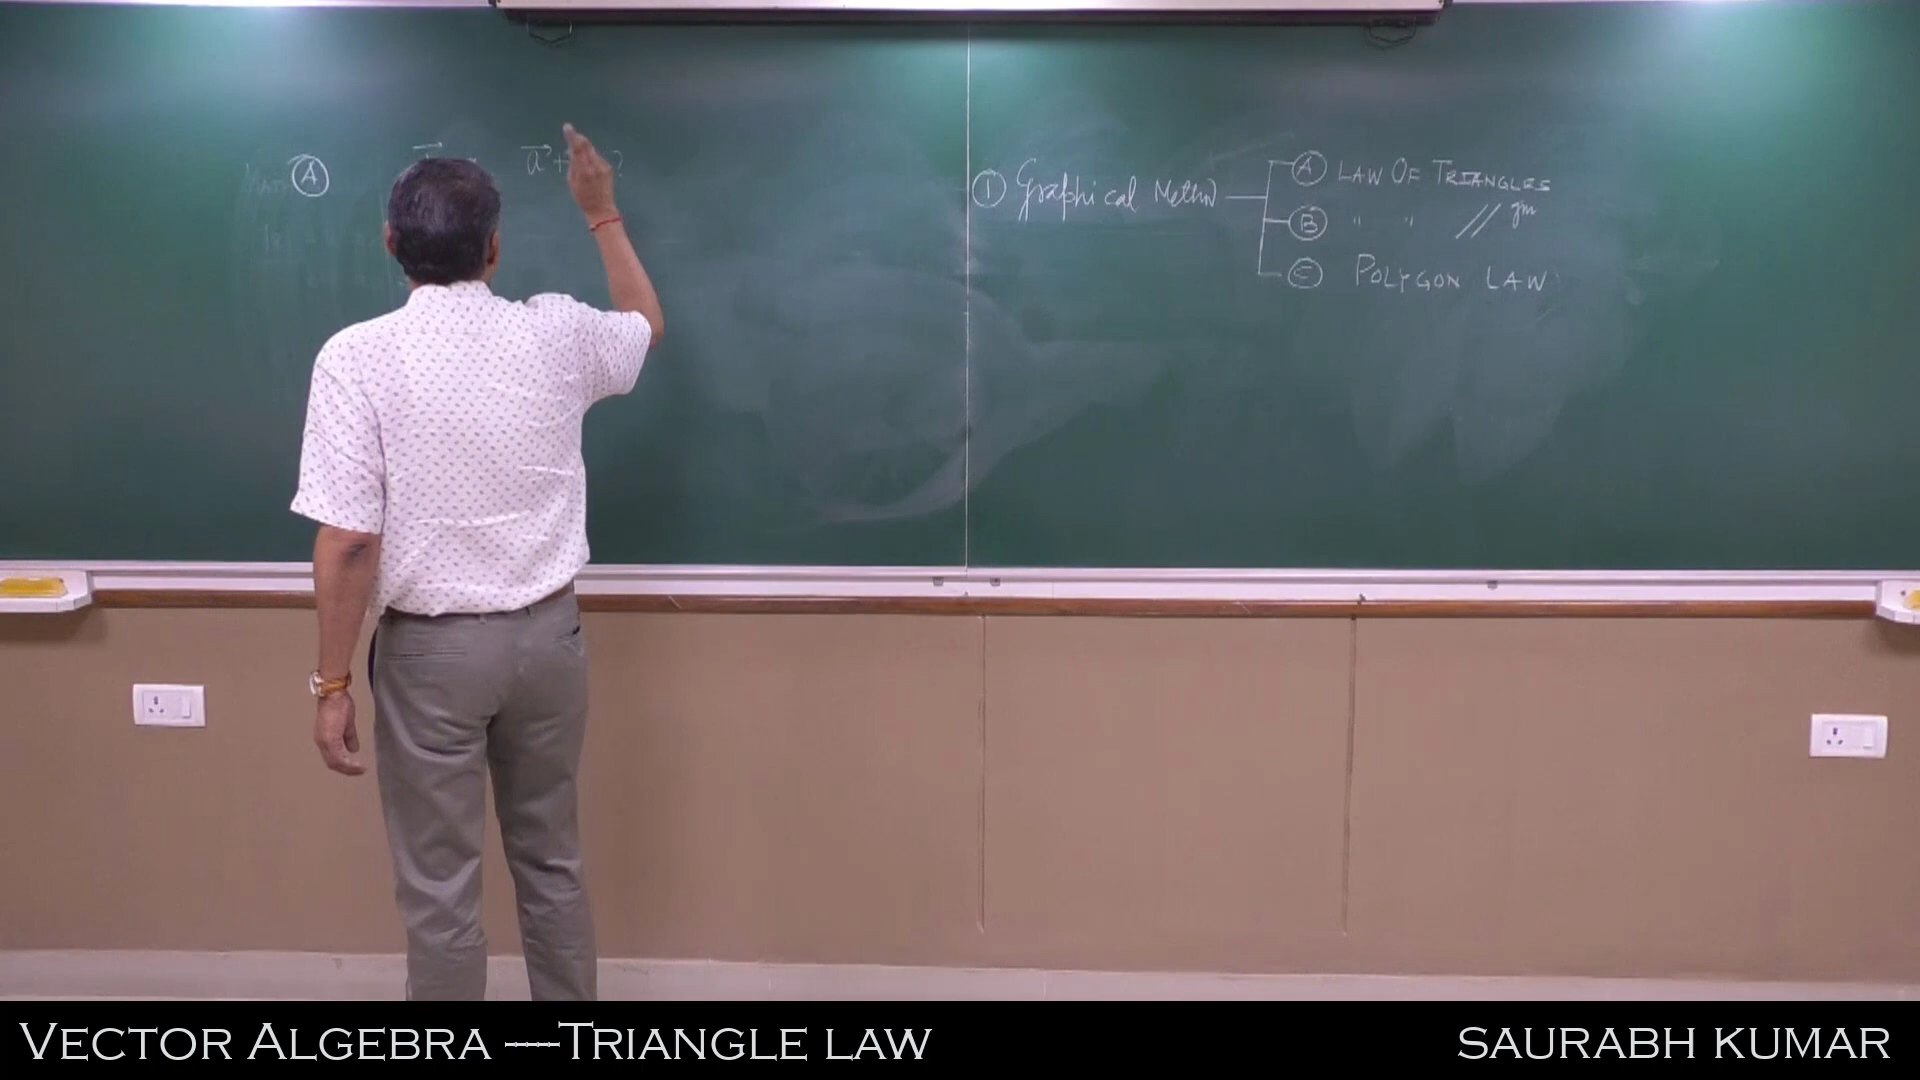 A
a⃗ + ?
① Graphical Method
A LAW OF TRIANGLES
B " " // gm
C POLYGON LAW
VECTOR ALGEBRA ----TRIANGLE LAW
SAURABH KUMAR